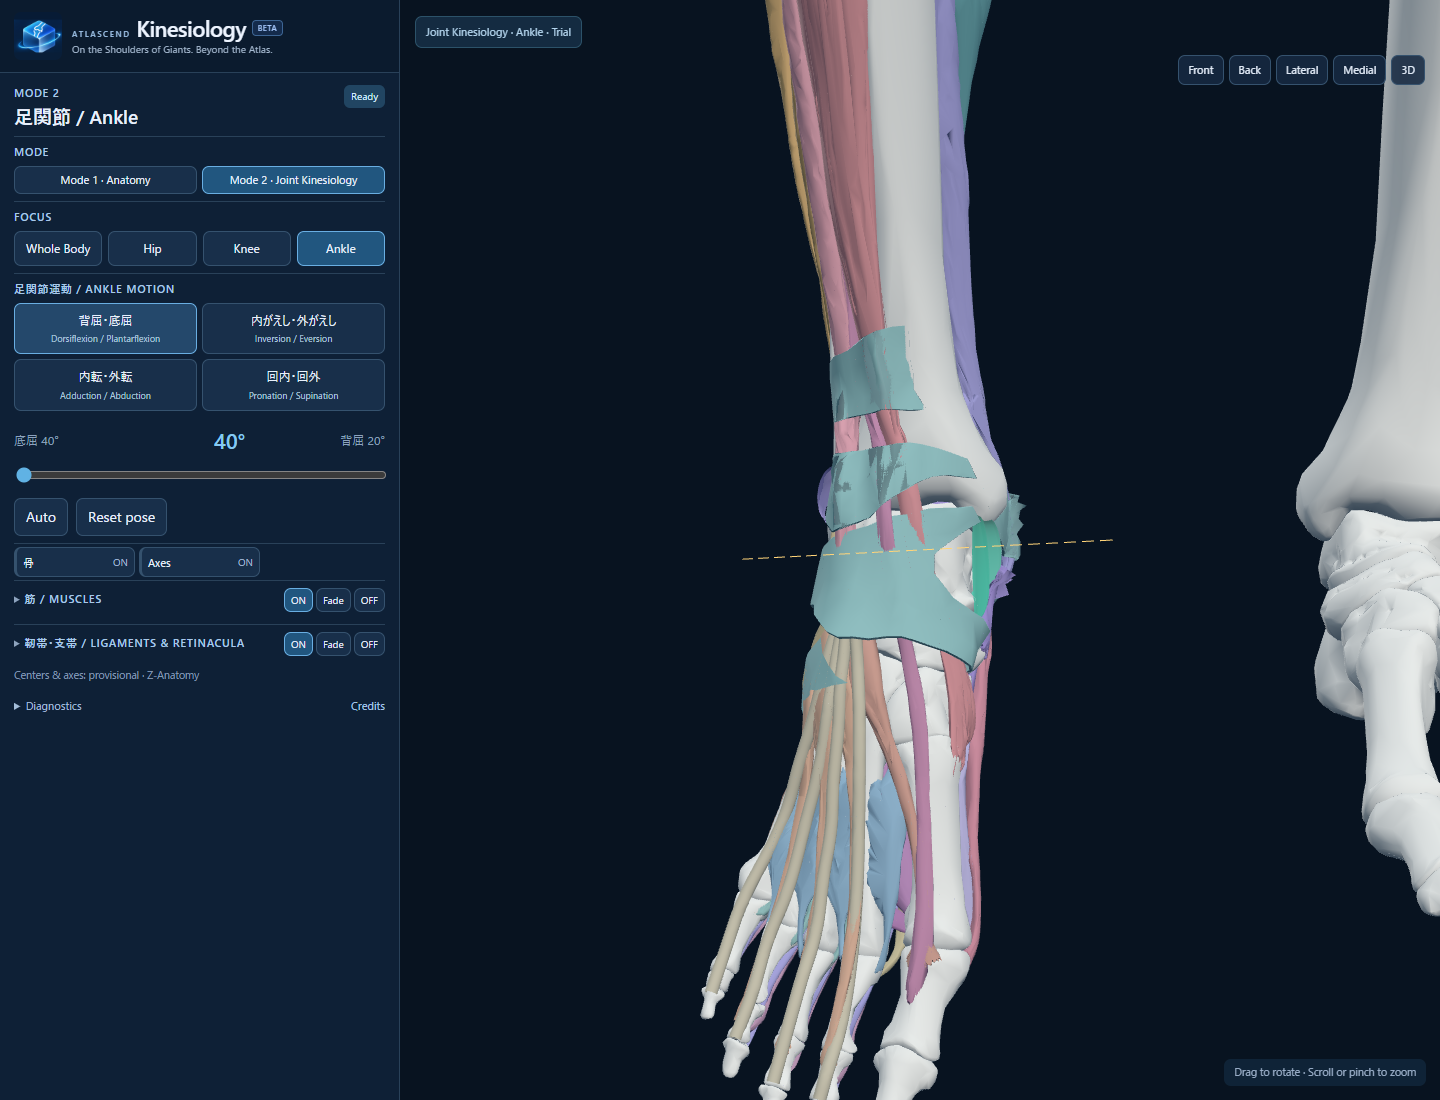 ATLASCEND Kinesiology BETA
On the Shoulders of Giants. Beyond the Atlas.
MODE 2
Ready
足関節 / Ankle
MODE
Mode 1 · Anatomy
Mode 2 · Joint Kinesiology
FOCUS
Whole Body
Hip
Knee
Ankle
足関節運動 / ANKLE MOTION
背屈・底屈
Dorsiflexion / Plantarflexion
内がえし・外がえし
Inversion / Eversion
内転・外転
Adduction / Abduction
回内・回外
Pronation / Supination
底屈 40°
40°
背屈 20°
Auto
Reset pose
骨 ON
Axes ON
筋 / MUSCLES
ON
Fade
OFF
靭帯・支帯 / LIGAMENTS & RETINACULA
ON
Fade
OFF
Centers & axes: provisional · Z-Anatomy
Diagnostics
Credits
Joint Kinesiology · Ankle · Trial
Front
Back
Lateral
Medial
3D
Drag to rotate · Scroll or pinch to zoom